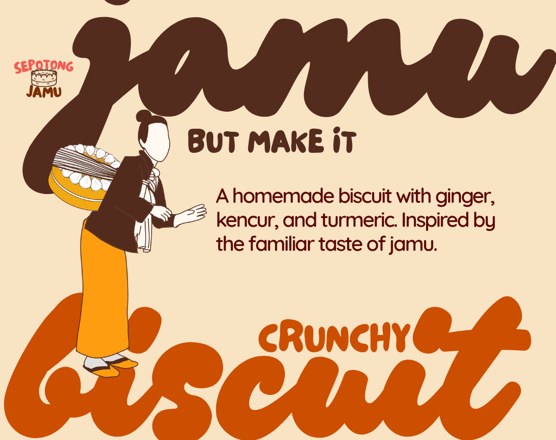 jamu
SEPOTONG
JAMU
BUT MAKE iT
A homemade biscuit with ginger,
kencur, and turmeric. Inspired by
the familiar taste of jamu.
CRUNCHY
biscuit